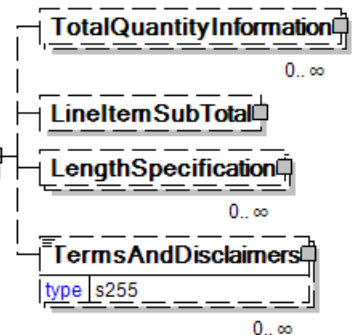 TotalQuantityInformation
0.. ∞
LineItemSubTotal
LengthSpecification
0.. ∞
TermsAndDisclaimers
type s255
0.. ∞